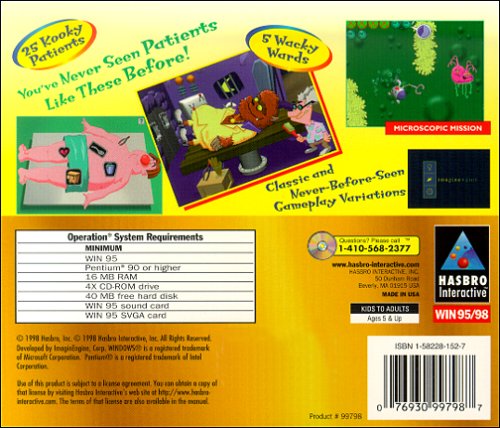 25 Kooky
Patients
You've Never Seen Patients
Like These Before!
5 Wacky
Wards
MICROSCOPIC MISSION
Classic and
Never-Before-Seen
Gameplay Variations
imagine
Operation® System Requirements
MINIMUM
WIN 95
Pentium® 90 or higher
16 MB RAM
4X CD-ROM drive
40 MB free hard disk
WIN 95 sound card
WIN 95 SVGA card
Questions? Please call ™
1-410-568-2377
www.hasbro-interactive.com
HASBRO INTERACTIVE, INC.
50 Dunham Road
Beverly, MA 01915 USA
MADE IN USA
KIDS TO ADULTS
Ages 5 & Up
HASBRO
Interactive™
WIN 95/98
© 1998 Hasbro, Inc. © 1998 Hasbro Interactive, Inc. All Rights Reserved.
Developed by ImaginEngine, Corp. WINDOWS® is a registered trademark
of Microsoft Corporation. Pentium® is a registered trademark of Intel
Corporation.
Use of this product is subject to a license agreement. You can obtain a copy of
that license by visiting Hasbro Interactive's web site at http://www.hasbro-
interactive.com. The terms of that license are also available in the manual.
Product # 99798
ISBN 1-58228-152-7
0 76930 99798 7